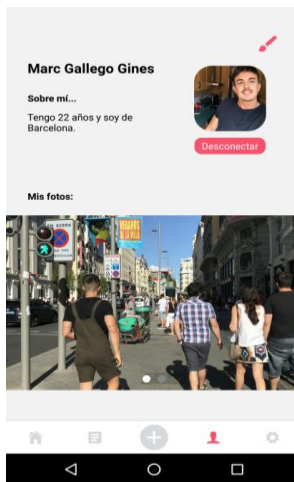 Marc Gallego Gines
Sobre mí...
Tengo 22 años y soy de
Barcelona.
Desconectar
Mis fotos: